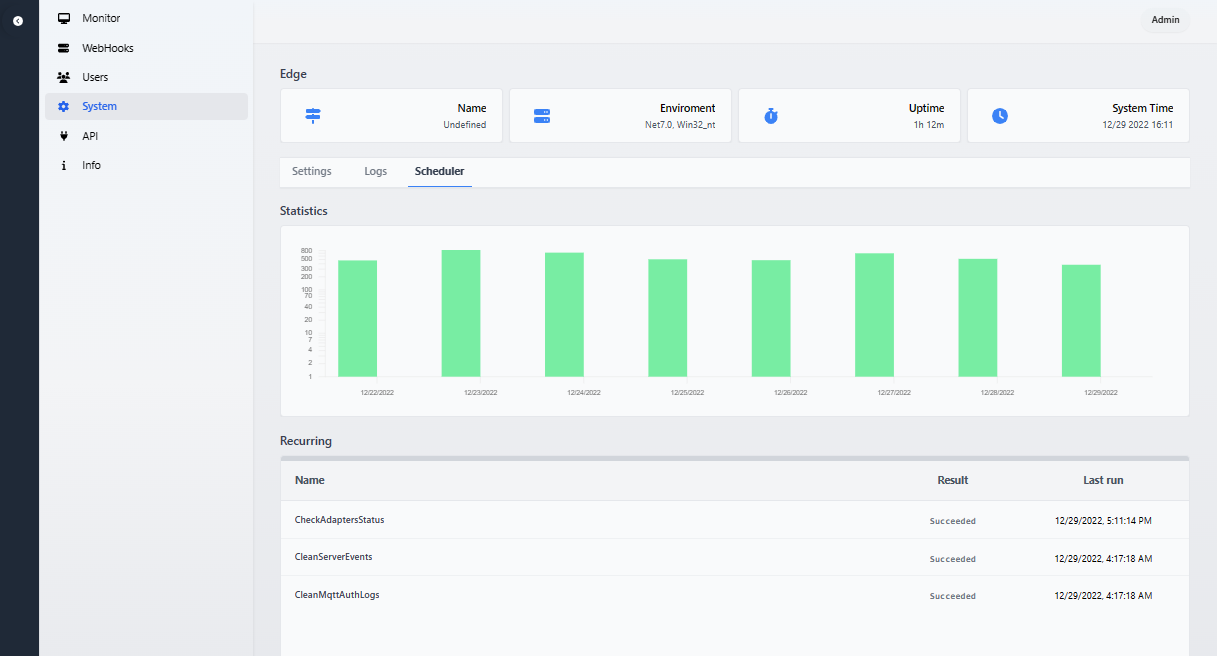 Monitor
WebHooks
Users
System
API
Info
Admin
Edge
Name
Undefined
Enviroment
Net7.0, Win32_nt
Uptime
1h 12m
System Time
12/29 2022 16:11
Settings Logs Scheduler
Statistics
800
500
300
200
100
70
40
20
10
7
4
2
1
12/22/2022 12/23/2022 12/24/2022 12/25/2022 12/26/2022 12/27/2022 12/28/2022 12/29/2022
Recurring
Name Result Last run
CheckAdaptersStatus Succeeded 12/29/2022, 5:11:14 PM
CleanServerEvents Succeeded 12/29/2022, 4:17:18 AM
CleanMqttAuthLogs Succeeded 12/29/2022, 4:17:18 AM